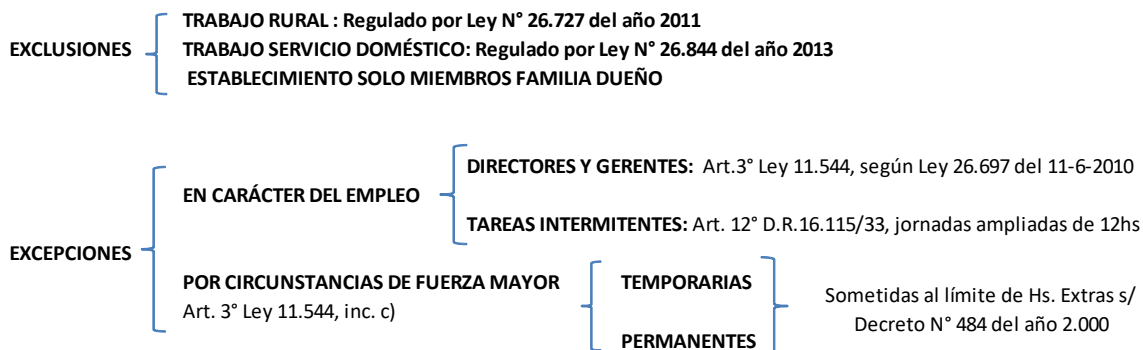 TRABAJO RURAL : Regulado por Ley N° 26.727 del año 2011
EXCLUSIONES
TRABAJO SERVICIO DOMÉSTICO: Regulado por Ley N° 26.844 del año 2013
ESTABLECIMIENTO SOLO MIEMBROS FAMILIA DUEÑO
EXCEPCIONES
EN CARÁCTER DEL EMPLEO
DIRECTORES Y GERENTES: Art.3° Ley 11.544, según Ley 26.697 del 11-6-2010
TAREAS INTERMITENTES: Art. 12° D.R.16.115/33, jornadas ampliadas de 12hs
POR CIRCUNSTANCIAS DE FUERZA MAYOR
Art. 3° Ley 11.544, inc. c)
TEMPORARIAS
PERMANENTES
Sometidas al límite de Hs. Extras s/
Decreto N° 484 del año 2.000